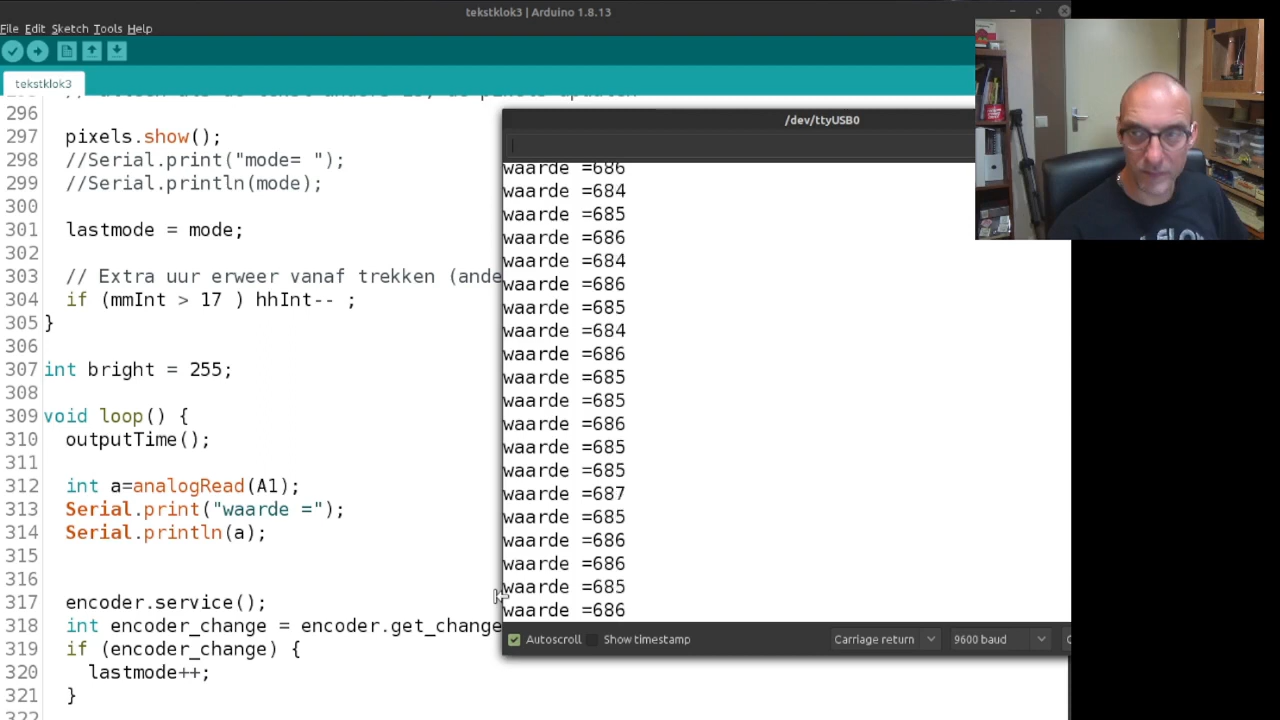 tekstklok3 | Arduino 1.8.13
File Edit Sketch Tools Help
tekstklok3
296
297 pixels.show();
298 //Serial.print("mode= ");
299 //Serial.println(mode);
300
301 lastmode = mode;
302
303 // Extra uur erweer vanaf trekken (ande
304 if (mmInt > 17 ) hhInt-- ;
305 }
306
307 int bright = 255;
308
309 void loop() {
310 outputTime();
311
312 int a=analogRead(A1);
313 Serial.print("waarde =");
314 Serial.println(a);
315
316
317 encoder.service();
318 int encoder_change = encoder.get_change
319 if (encoder_change) {
320 lastmode++;
321 }
/dev/ttyUSB0
waarde =686
waarde =684
waarde =685
waarde =686
waarde =684
waarde =686
waarde =685
waarde =684
waarde =686
waarde =685
waarde =685
waarde =686
waarde =685
waarde =685
waarde =687
waarde =685
waarde =686
waarde =686
waarde =685
waarde =686
Autoscroll Show timestamp Carriage return 9600 baud